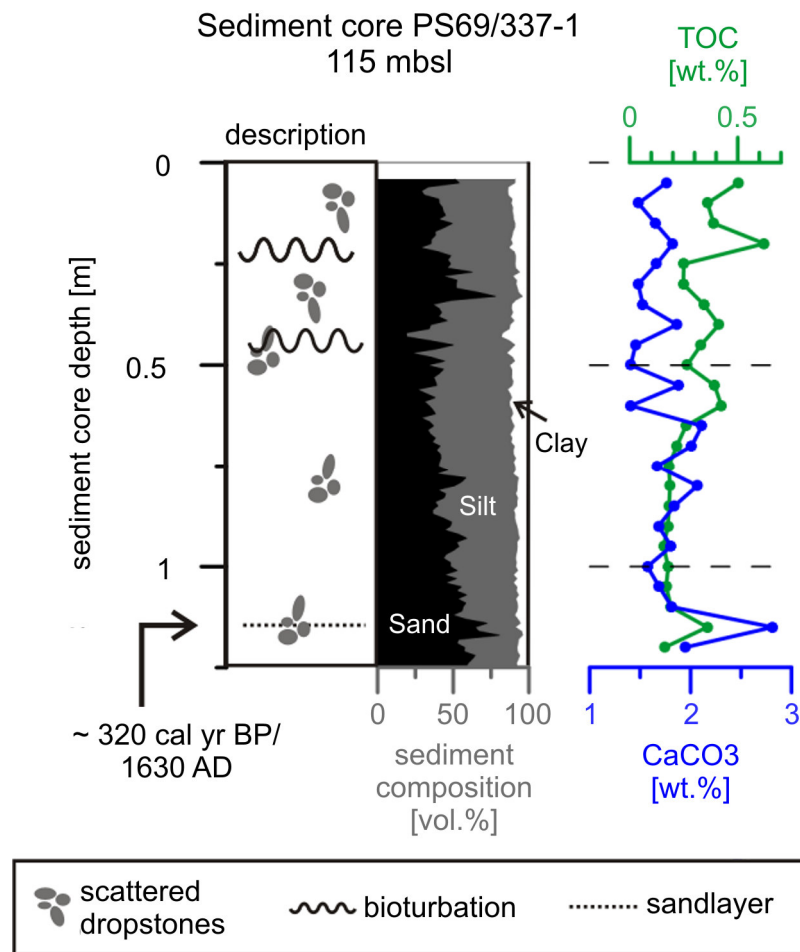 Sediment core PS69/337-1
115 mbsl
TOC
[wt.%]
0 0.5
description
0
0.5
1
sediment core depth [m]
Clay
Silt
Sand
~ 320 cal yr BP/
1630 AD
0 50 100
sediment
composition
[vol.%]
1 2 3
CaCO3
[wt.%]
scattered
dropstones
bioturbation
sandlayer